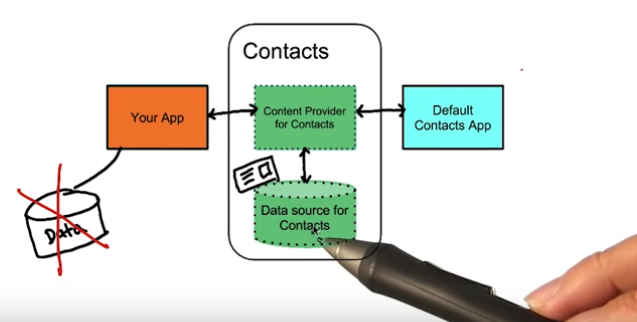 Contacts
Your App
Content Provider
for Contacts
Default
Contacts App
Data source for
Contacts
Data